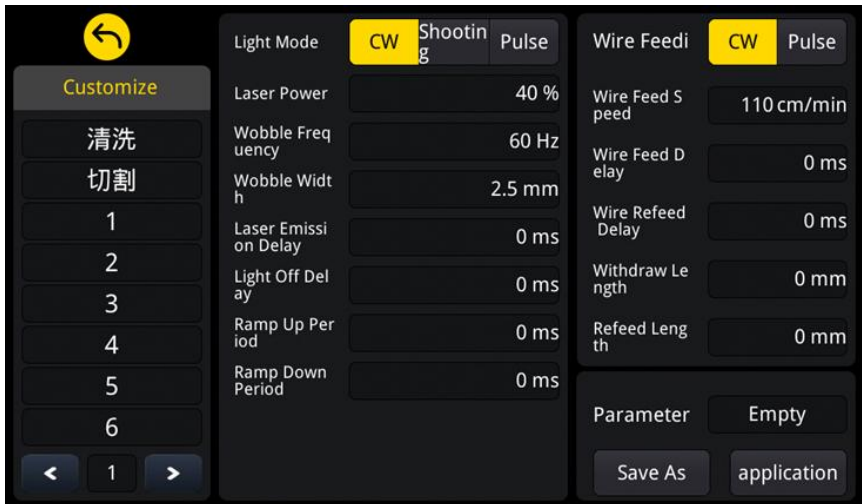 Customize
清洗
切割
1
2
3
4
5
6
1
Light Mode
CW
Shootin
g
Pulse
Laser Power
40 %
Wobble Freq
uency
60 Hz
Wobble Widt
h
2.5 mm
Laser Emissi
on Delay
0 ms
Light Off Del
ay
0 ms
Ramp Up Per
iod
0 ms
Ramp Down
Period
0 ms
Wire Feedi
CW
Pulse
Wire Feed S
peed
110 cm/min
Wire Feed D
elay
0 ms
Wire Refeed
Delay
0 ms
Withdraw Le
ngth
0 mm
Refeed Leng
th
0 mm
Parameter
Empty
Save As
application